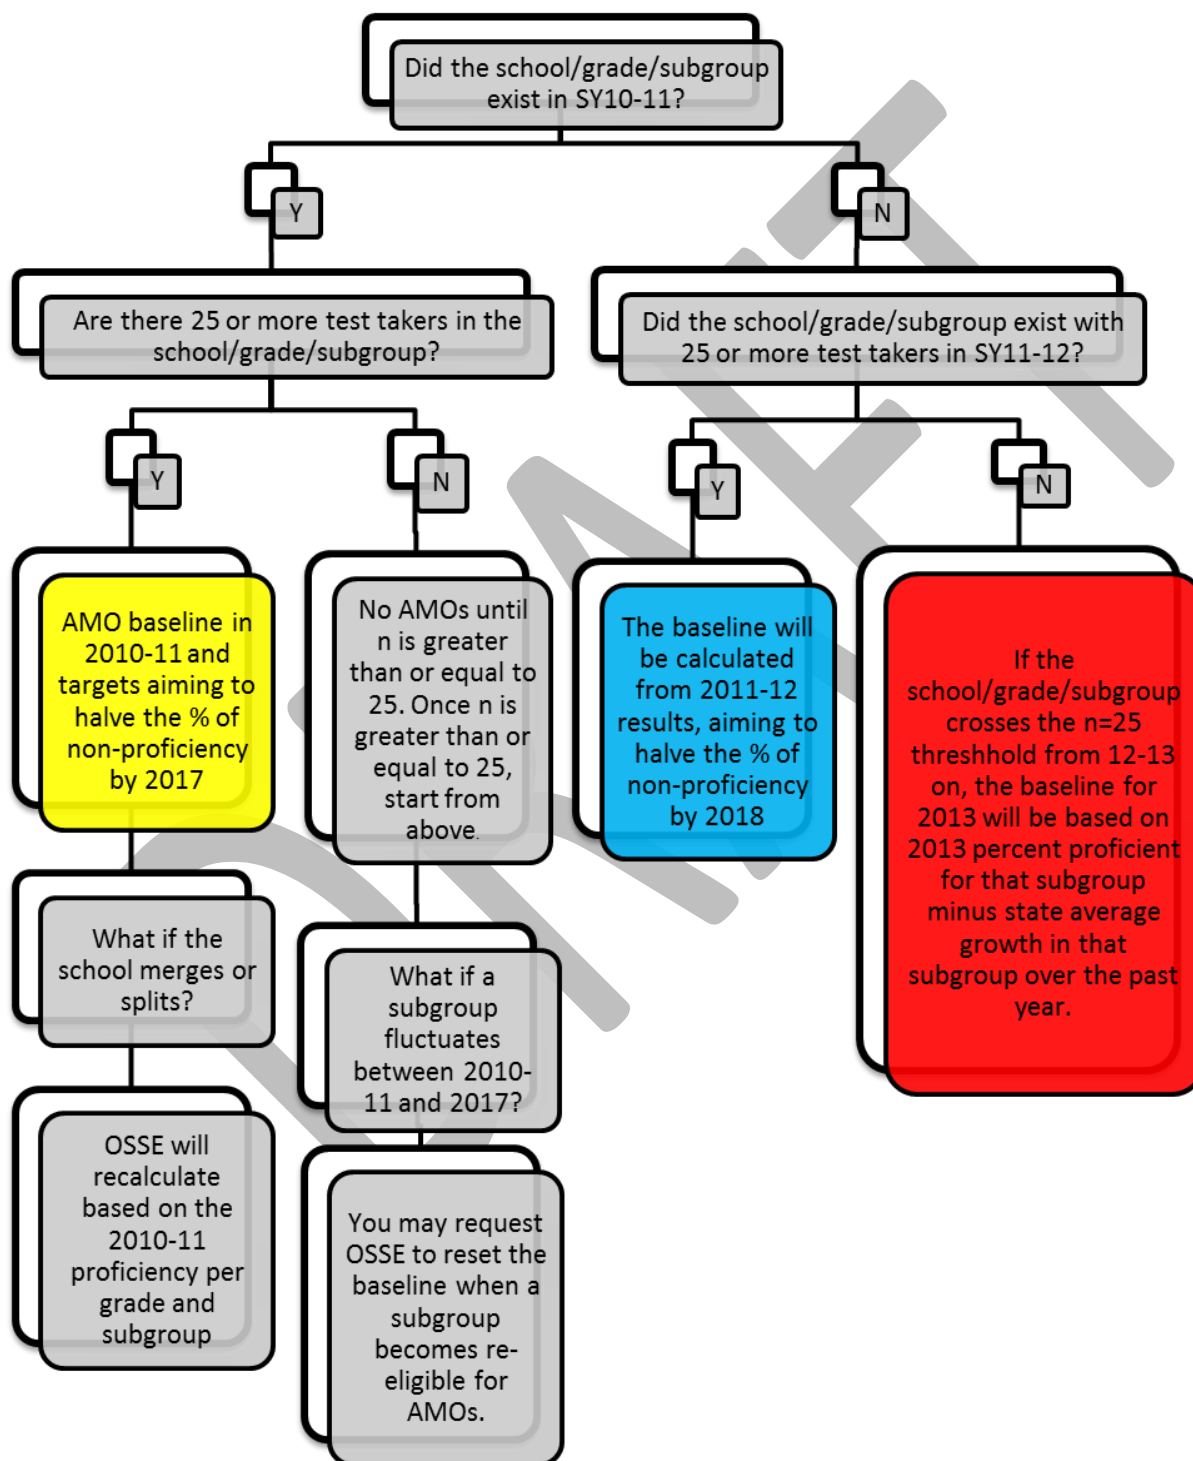 Did the school/grade/subgroup
exist in SY10-11?
Y
N
Are there 25 or more test takers in the
school/grade/subgroup?
Did the school/grade/subgroup exist with
25 or more test takers in SY11-12?
Y
N
Y
N
AMO baseline in
2010-11 and
targets aiming to
halve the % of
non-proficiency
by 2017
No AMOs until
n is greater
than or equal to
25. Once n is
greater than or
equal to 25,
start from
above.
The baseline will
be calculated
from 2011-12
results, aiming to
halve the % of
non-proficiency
by 2018
If the
school/grade/subgroup
crosses the n=25
threshhold from 12-13
on, the baseline for
2013 will be based on
2013 percent proficient
for that subgroup
minus state average
growth in that
subgroup over the past
year.
What if the
school merges or
splits?
What if a
subgroup
fluctuates
between 2010-
11 and 2017?
OSSE will
recalculate
based on the
2010-11
proficiency per
grade and
subgroup
You may request
OSSE to reset the
baseline when a
subgroup
becomes re-
eligible for
AMOs.
DRAFT